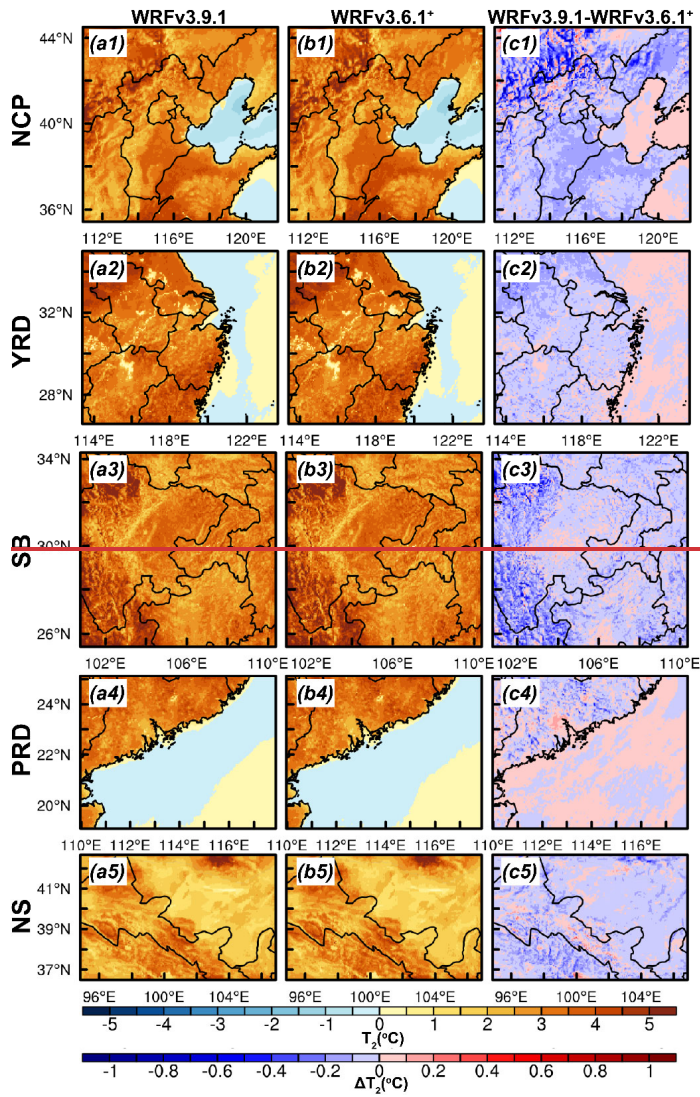 WRFv3.9.1 WRFv3.6.1+ WRFv3.9.1-WRFv3.6.1+
NCP
44°N
40°N
36°N
(a1) (b1) (c1)
112°E 116°E 120°E 112°E 116°E 120°E 112°E 116°E 120°E
YRD
32°N
28°N
(a2) (b2) (c2)
114°E 118°E 122°E 114°E 118°E 122°E 114°E 118°E 122°E
SB
34°N
30°N
26°N
(a3) (b3) (c3)
102°E 106°E 110°E 102°E 106°E 110°E 102°E 106°E 110°E
PRD
24°N
22°N
20°N
(a4) (b4) (c4)
110°E 112°E 114°E 116°E 110°E 112°E 114°E 116°E 110°E 112°E 114°E 116°E
NS
41°N
39°N
37°N
(a5) (b5) (c5)
96°E 100°E 104°E 96°E 100°E 104°E 96°E 100°E 104°E
-5 -4 -3 -2 -1 0 1 2 3 4 5
T2(°C)
-1 -0.8 -0.6 -0.4 -0.2 0 0.2 0.4 0.6 0.8 1
ΔT2(°C)